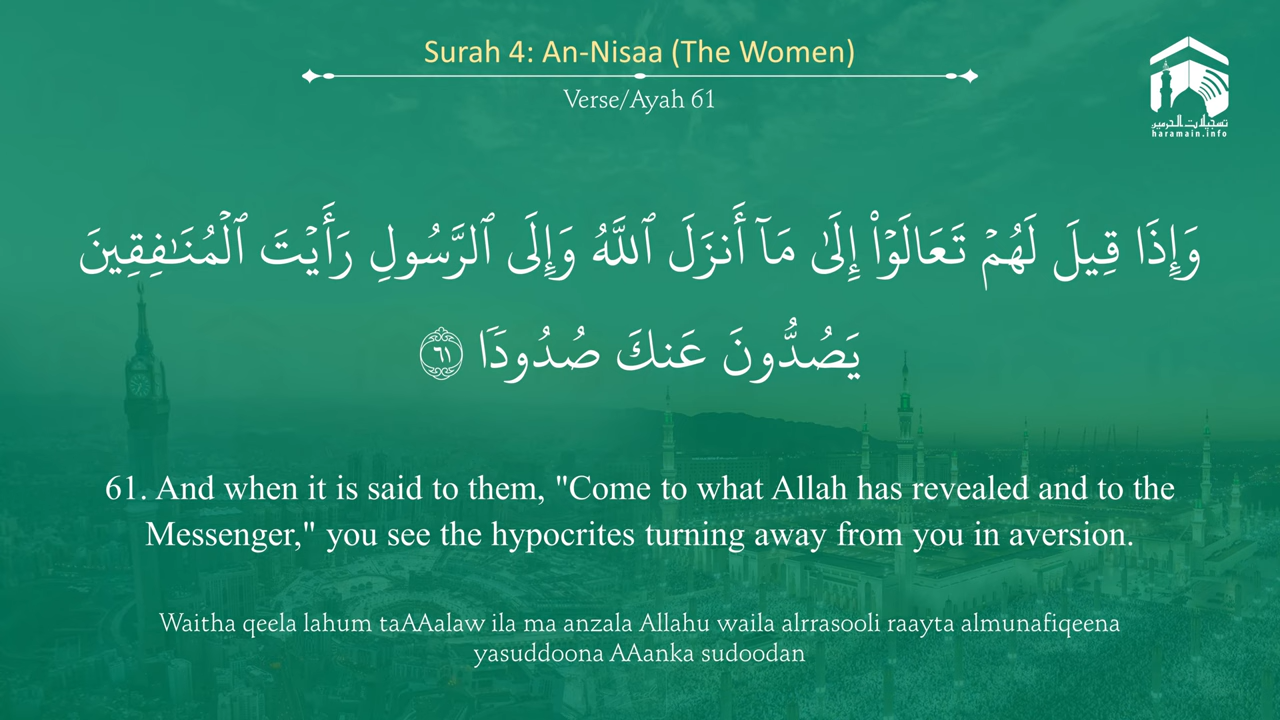 Surah 4: An-Nisaa (The Women)
Verse/Ayah 61
تسجيلات الحرمين
haramain.info
وَإِذَا قِيلَ لَهُمۡ تَعَالَوۡاْ إِلَىٰ مَآ أَنزَلَ ٱللَّهُ وَإِلَى ٱلرَّسُولِ رَأَيۡتَ ٱلۡمُنَٰفِقِينَ
يَصُدُّونَ عَنكَ صُدُودٗا ٦١
61. And when it is said to them, "Come to what Allah has revealed and to the
Messenger," you see the hypocrites turning away from you in aversion.
Waitha qeela lahum taAAalaw ila ma anzala Allahu waila alrrasooli raayta almunafiqeena
yasuddoona AAanka sudoodan